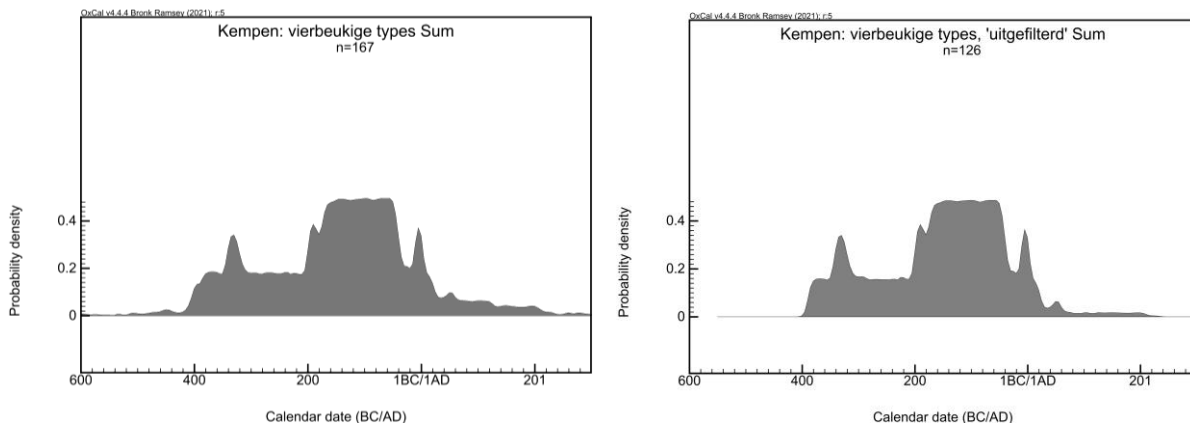 OxCal v4.4.4 Bronk Ramsey (2021); r:5
Kempen: vierbeukige types Sum
n=167
Probability density
0.4
0.2
0
600
400
200
1BC/1AD
201
Calendar date (BC/AD)
OxCal v4.4.4 Bronk Ramsey (2021); r:5
Kempen: vierbeukige types, 'uitgefilterd' Sum
n=126
Probability density
0.4
0.2
0
600
400
200
1BC/1AD
201
Calendar date (BC/AD)